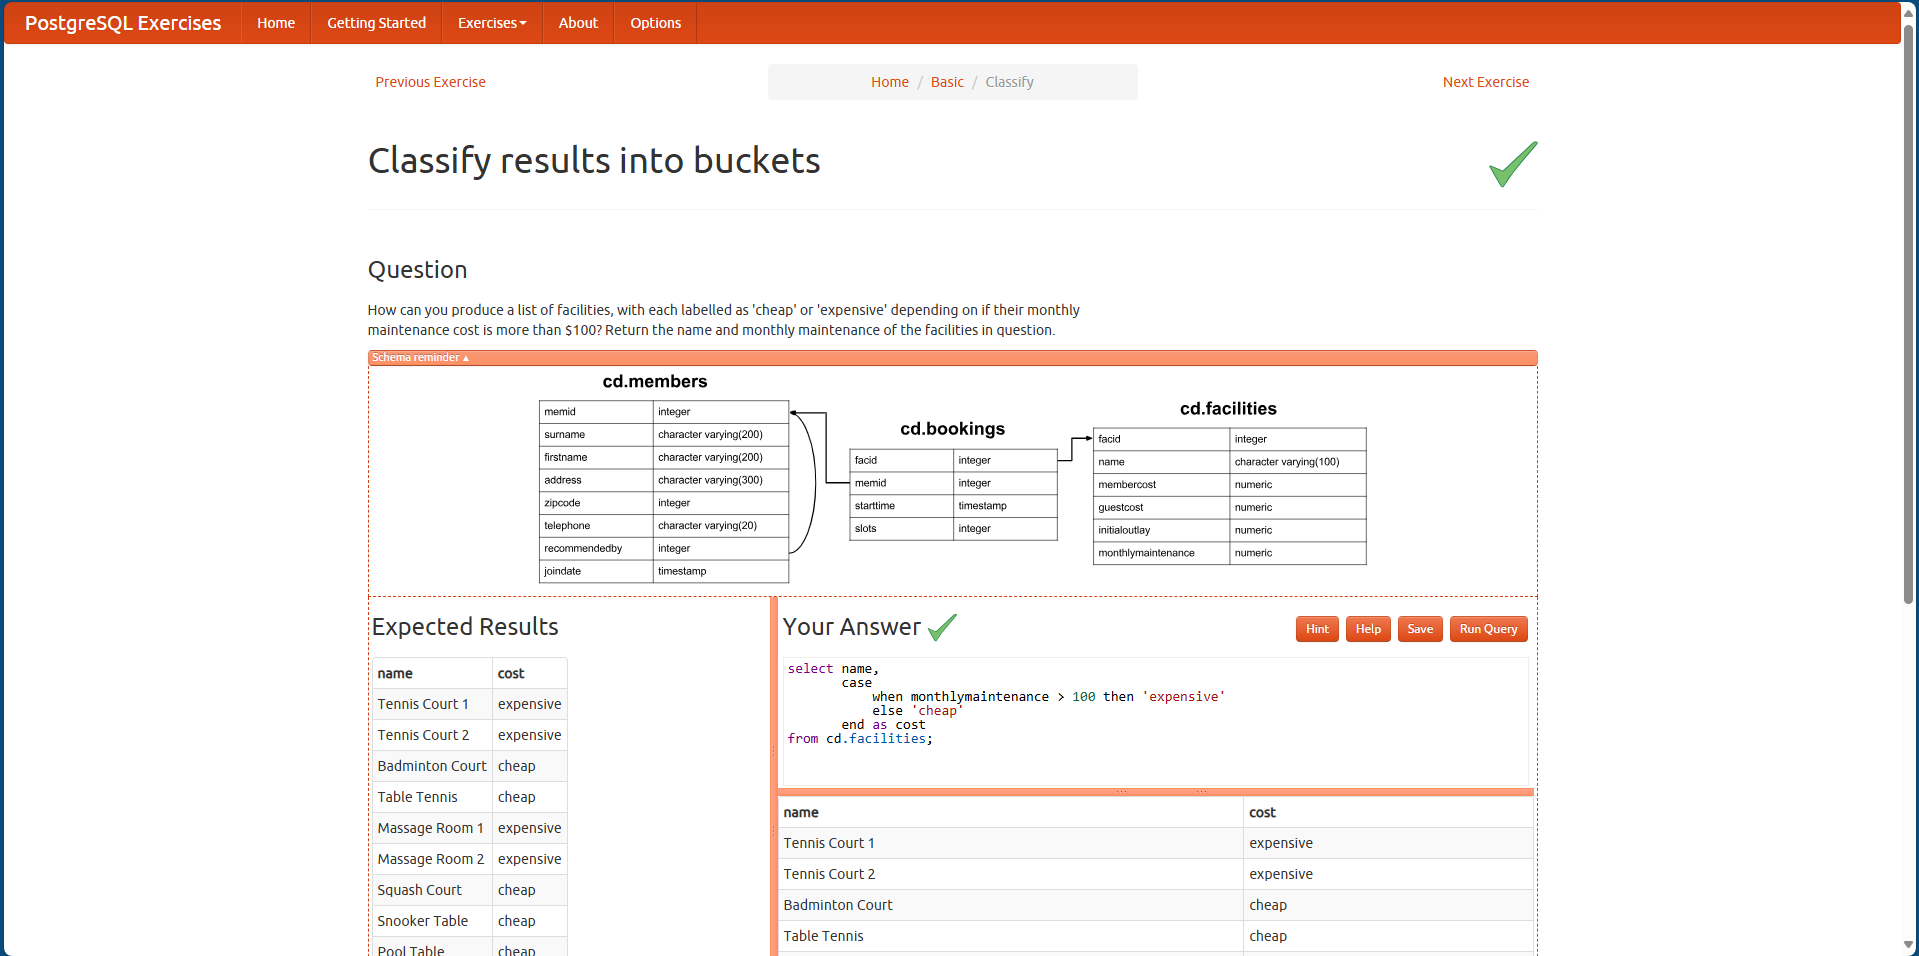 PostgreSQL Exercises Home Getting Started Exercises About Options
Previous Exercise Home / Basic / Classify Next Exercise
Classify results into buckets
Question
How can you produce a list of facilities, with each labelled as 'cheap' or 'expensive' depending on if their monthly
maintenance cost is more than $100? Return the name and monthly maintenance of the facilities in question.
Schema reminder ▴
cd.members
memid integer
surname character varying(200)
firstname character varying(200)
address character varying(300)
zipcode integer
telephone character varying(20)
recommendedby integer
joindate timestamp
cd.bookings
facid integer
memid integer
starttime timestamp
slots integer
cd.facilities
facid integer
name character varying(100)
membercost numeric
guestcost numeric
initialoutlay numeric
monthlymaintenance numeric
Expected Results
name cost
Tennis Court 1 expensive
Tennis Court 2 expensive
Badminton Court cheap
Table Tennis cheap
Massage Room 1 expensive
Massage Room 2 expensive
Squash Court cheap
Snooker Table cheap
Pool Table cheap
Your Answer Hint Help Save Run Query
select name,
case
when monthlymaintenance > 100 then 'expensive'
else 'cheap'
end as cost
from cd.facilities;
name cost
Tennis Court 1 expensive
Tennis Court 2 expensive
Badminton Court cheap
Table Tennis cheap